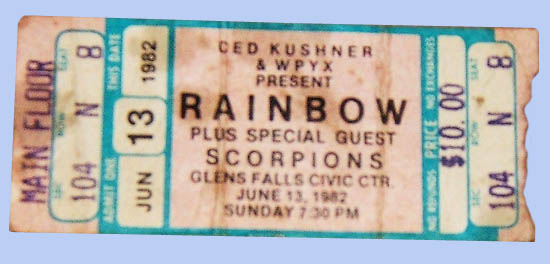 MAIN FLOOR
SEAT 8
ROW N
SEC 104
THIS DATE
1982
13
JUN
ADMIT ONE
CED KUSHNER
& WPYX
PRESENT
RAINBOW
PLUS SPECIAL GUEST
SCORPIONS
GLENS FALLS CIVIC CTR.
JUNE 13, 1982
SUNDAY 7:30 PM
NO REFUNDS
PRICE
NO EXCHANGES
$10.00
SEAT 8
ROW N
SEC 104